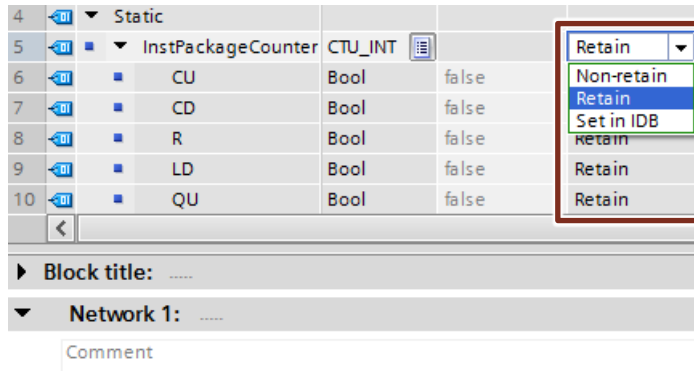 4 Static
5 InstPackageCounter CTU_INT Retain
Non-retain
6 CU Bool false
Retain
7 CD Bool false
Set in IDB
8 R Bool false Retain
9 LD Bool false Retain
10 QU Bool false Retain
Block title: .....
Network 1: .....
Comment